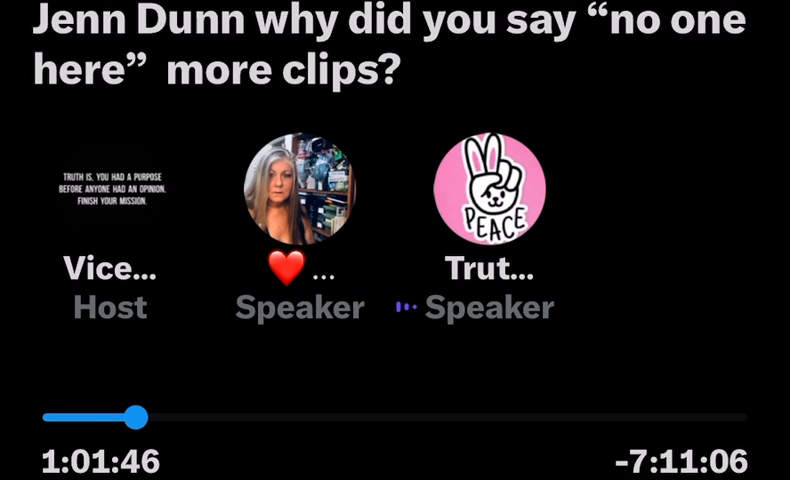 Jenn Dunn why did you say “no one
here” more clips?
TRUTH IS, YOU HAD A PURPOSE
BEFORE ANYONE HAD AN OPINION.
FINISH YOUR MISSION.
PEACE
Vice...
❤️ ...
Trut...
Host
Speaker
Speaker
1:01:46
-7:11:06